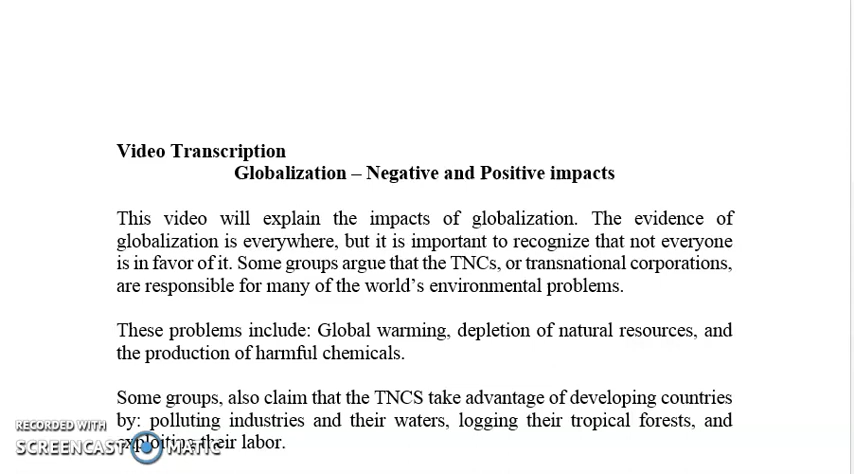 Video Transcription
Globalization – Negative and Positive impacts
This video will explain the impacts of globalization. The evidence of
globalization is everywhere, but it is important to recognize that not everyone
is in favor of it. Some groups argue that the TNCs, or transnational corporations,
are responsible for many of the world's environmental problems.
These problems include: Global warming, depletion of natural resources, and
the production of harmful chemicals.
Some groups, also claim that the TNCS take advantage of developing countries
by: polluting industries and their waters, logging their tropical forests, and
exploiting their labor.
RECORDED WITH
SCREENCAST MATIC